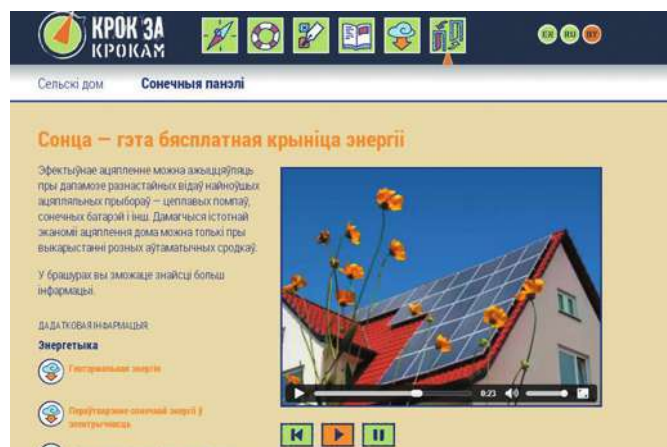 КРОК ЗА
КРОКАМ
EN RU BY
Сельскі дом Сонечныя панэлі
Сонца — гэта бясплатная крыніца энергіі
Эфектыўнае ацяпленне можна ажыццяўляць
пры дапамозе разнастайных відаў найноўшых
ацяпляльных прыбораў — цеплавых помпаў,
сонечных батарэй і інш. Дамагчыся істотнай
эканоміі ацяплення дома можна толькі пры
выкарыстанні розных аўтаматычных сродкаў.
У брашурах вы зможаце знайсці больш
інфармацыі.
ДАДАТКОВАЯ ІНФАРМАЦЫЯ:
Энергетыка
Геатэрмальная энергія
Пераўтварэнне сонечнай энергіі ў
электрычнасць
0:23